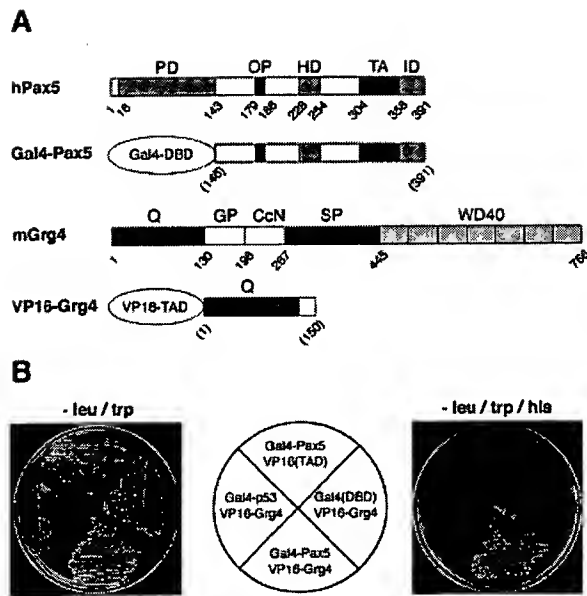 A
PD OP HD TA ID
hPax5
1 16 143 179 186 228 254 304 358 391
Gal4-DBD
Gal4-Pax5
(146) (391)
Q GP CcN SP WD40
mGrg4
1 130 198 267 445 766
Q
VP16-TAD
VP16-Grg4
(1) (150)
B
- leu / trp
- leu / trp / his
Gal4-Pax5
VP16(TAD)
Gal4-p53
VP16-Grg4
Gal4(DBD)
VP16-Grg4
Gal4-Pax5
VP16-Grg4